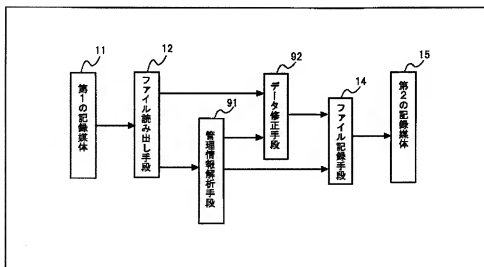 11
第1の記録媒体
12
ファイル読み出し手段
91
管理情報解析手段
92
データ修正手段
14
ファイル記録手段
15
第2の記録媒体